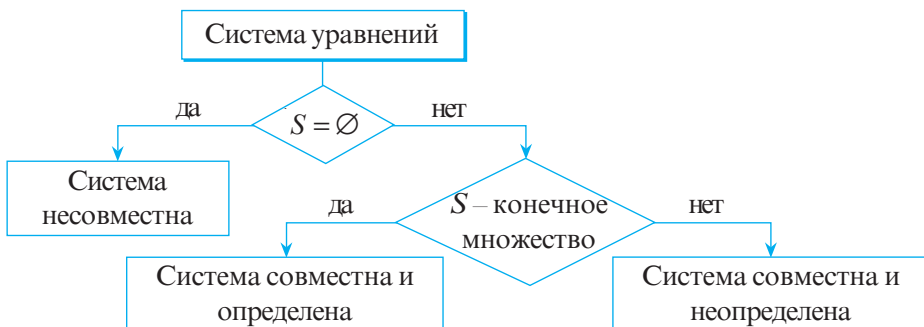 Система уравнений
да
S = ∅
нет
Система
несовместна
да
S – конечное
множество
нет
Система совместна и
определена
Система совместна и
неопределена